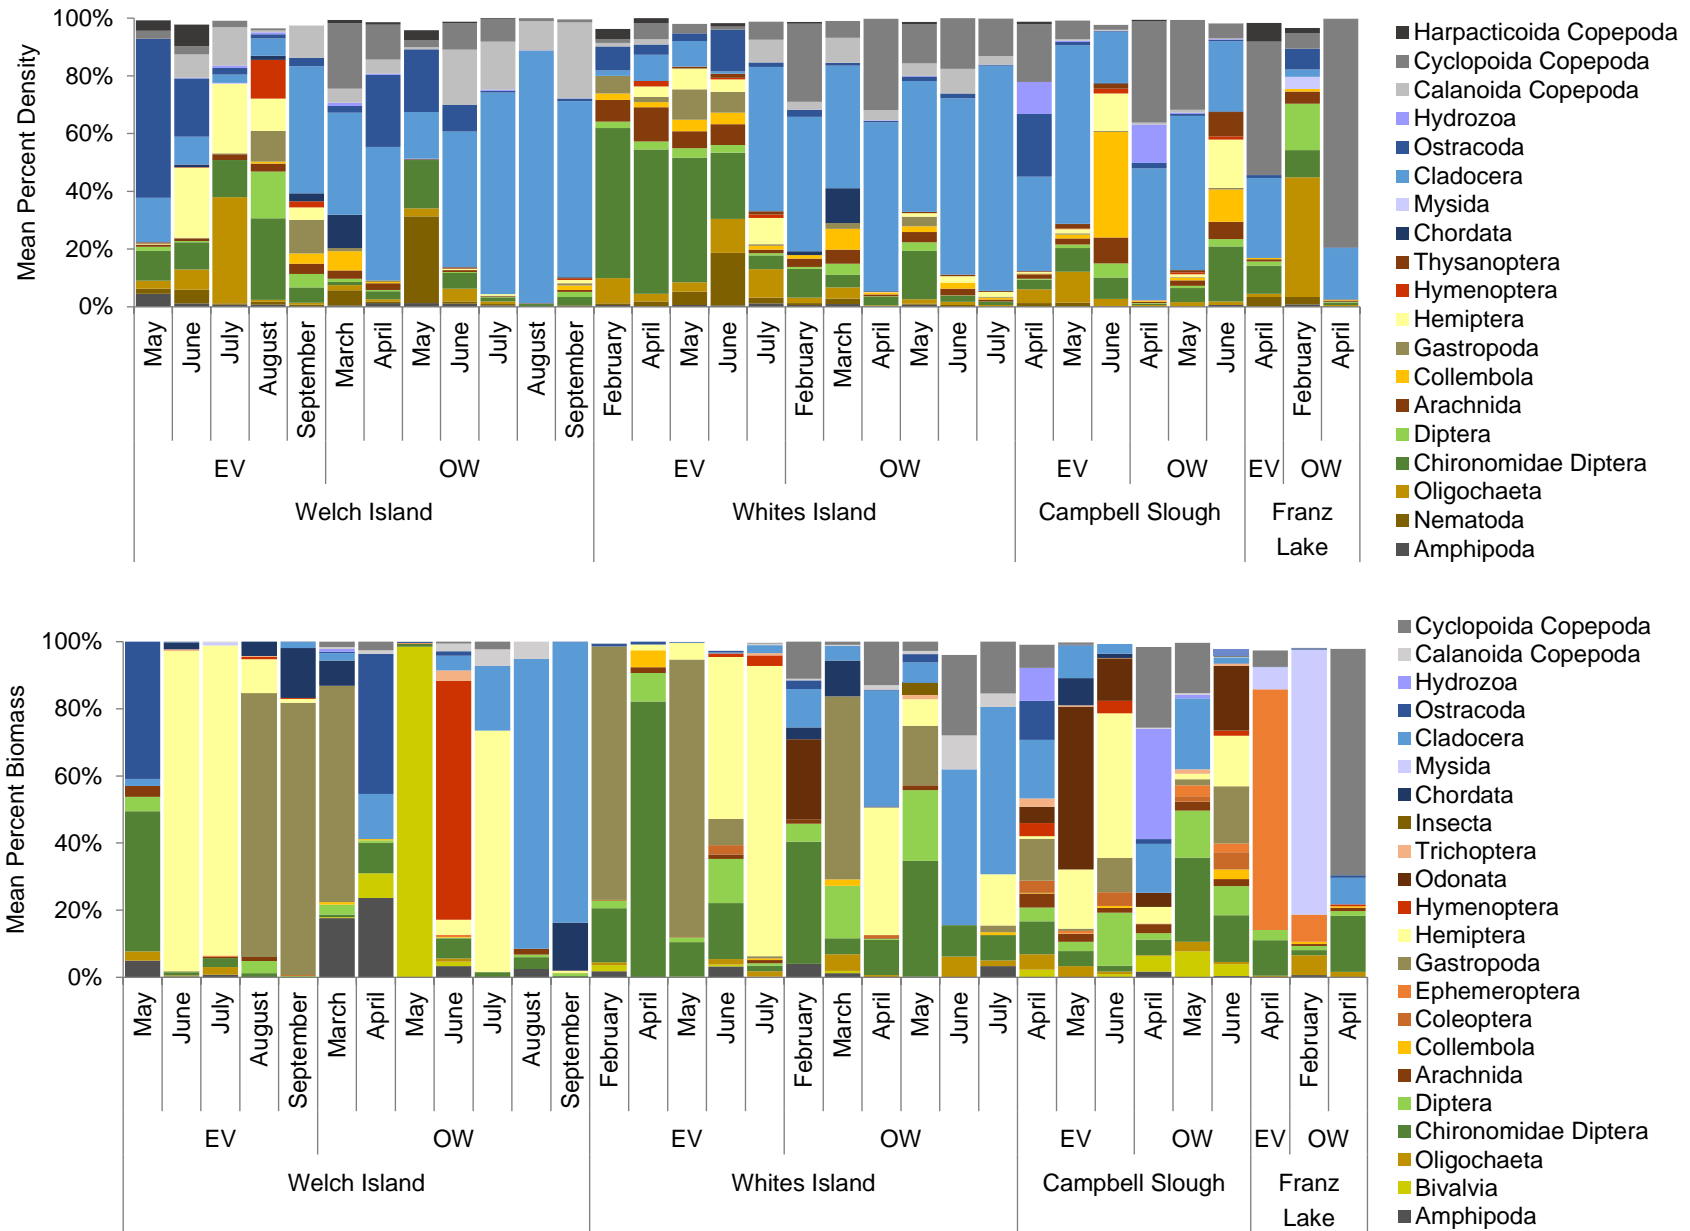 Mean Percent Density
100%
80%
60%
40%
20%
0%
May June July August September March April May June July August September February April May June July February March April May June July April May June April May June April February April
EV OW EV OW EV OW EV OW
Welch Island Whites Island Campbell Slough Franz
Lake
Harpacticoida Copepoda
Cyclopoida Copepoda
Calanoida Copepoda
Hydrozoa
Ostracoda
Cladocera
Mysida
Chordata
Thysanoptera
Hymenoptera
Hemiptera
Gastropoda
Collembola
Arachnida
Diptera
Chironomidae Diptera
Oligochaeta
Nematoda
Amphipoda
Mean Percent Biomass
100%
80%
60%
40%
20%
0%
May June July August September March April May June July August September February April May June July February March April May June July April May June April May June April February April
EV OW EV OW EV OW EV OW
Welch Island Whites Island Campbell Slough Franz
Lake
Cyclopoida Copepoda
Calanoida Copepoda
Hydrozoa
Ostracoda
Cladocera
Mysida
Chordata
Insecta
Trichoptera
Odonata
Hymenoptera
Hemiptera
Gastropoda
Ephemeroptera
Coleoptera
Collembola
Arachnida
Diptera
Chironomidae Diptera
Oligochaeta
Bivalvia
Amphipoda